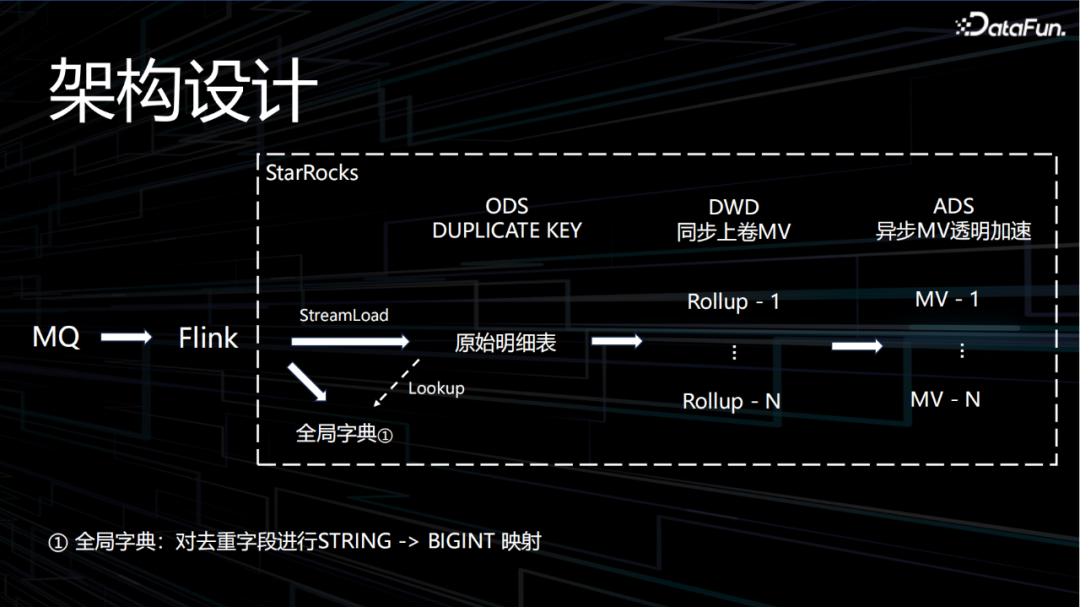 DataFun.
架构设计
StarRocks
ODS
DUPLICATE KEY
DWD
同步上卷MV
ADS
异步MV透明加速
MQ
Flink
StreamLoad
Lookup
全局字典①
原始明细表
Rollup - 1
⋮
Rollup - N
MV - 1
⋮
MV - N
① 全局字典：对去重字段进行STRING -> BIGINT 映射